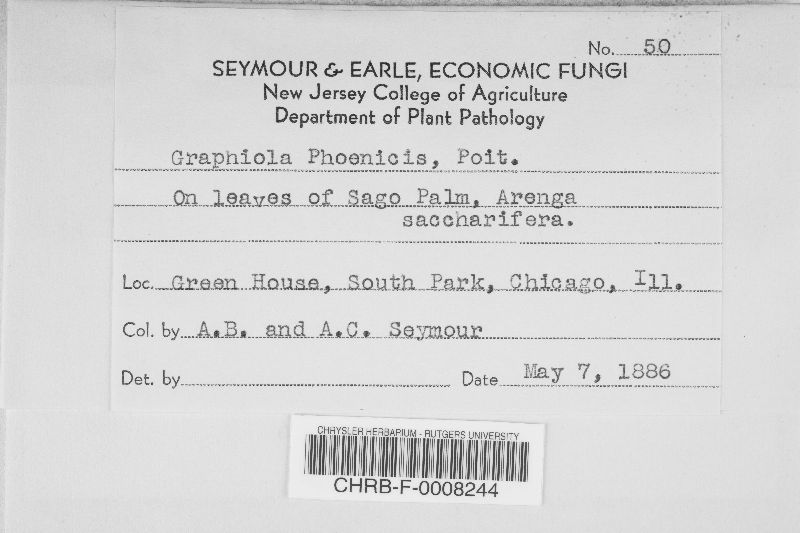 No. 50
SEYMOUR & EARLE, ECONOMIC FUNGI
New Jersey College of Agriculture
Department of Plant Pathology
Graphiola Phoenicis, Poit.
On leaves of Sago Palm, Arenga
saccharifera.
Loc. Green House, South Park, Chicago, Ill.
Col. by A.B. and A.C. Seymour
Det. by
Date May 7, 1886
CHRYSLER HERBARIUM - RUTGERS UNIVERSITY
CHRB-F-0008244